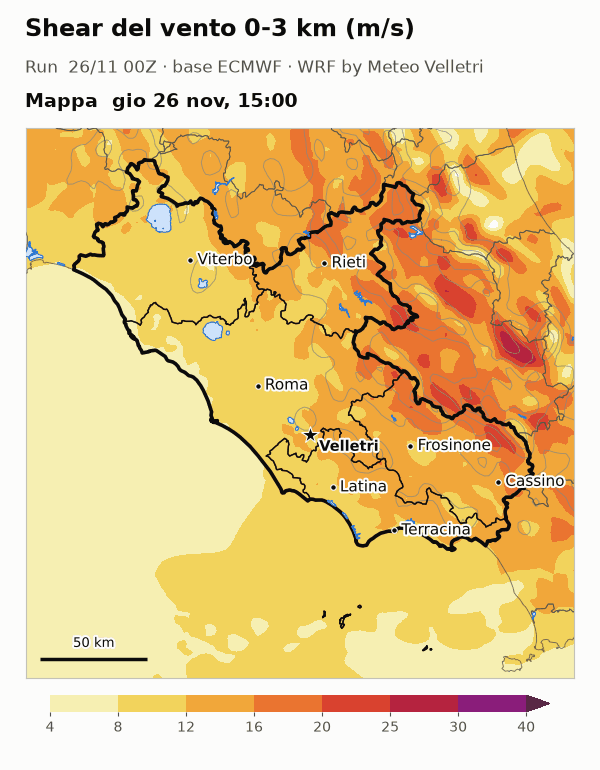 Shear del vento 0-3 km (m/s)
Run  26/11 00Z · base ECMWF · WRF by Meteo Velletri
Mappa  gio 26 nov, 15:00
Viterbo
Rieti
Roma
Velletri
Frosinone
Latina
Cassino
Terracina
50 km
4 8 12 16 20 25 30 40